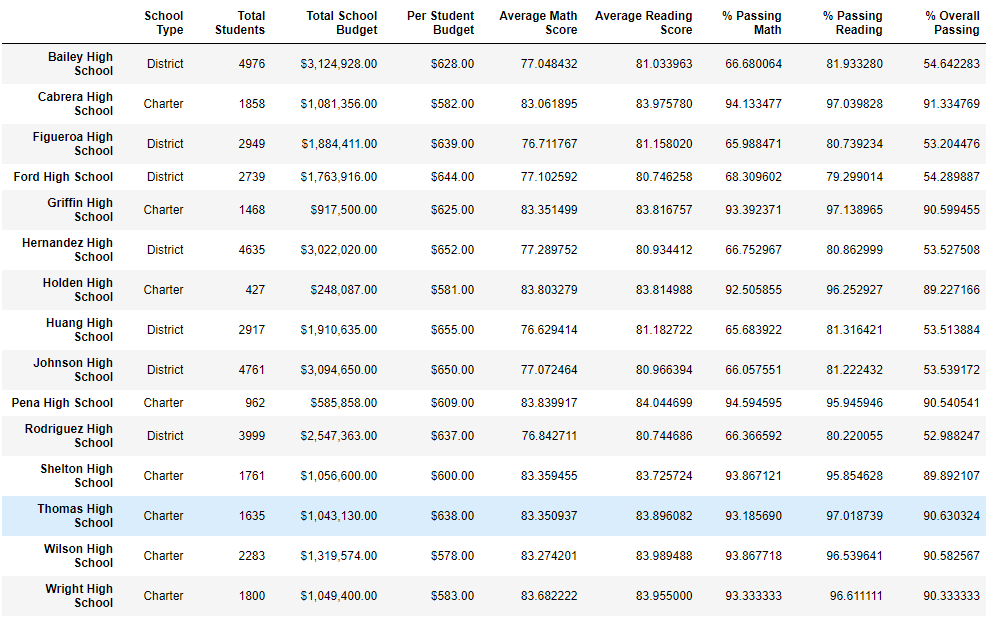 School Type Total Students Total School Budget Per Student Budget Average Math Score Average Reading Score % Passing Math % Passing Reading % Overall Passing
Bailey High School District 4976 $3,124,928.00 $628.00 77.048432 81.033963 66.680064 81.933280 54.642283
Cabrera High School Charter 1858 $1,081,356.00 $582.00 83.061895 83.975780 94.133477 97.039828 91.334769
Figueroa High School District 2949 $1,884,411.00 $639.00 76.711767 81.158020 65.988471 80.739234 53.204476
Ford High School District 2739 $1,763,916.00 $644.00 77.102592 80.746258 68.309602 79.299014 54.289887
Griffin High School Charter 1468 $917,500.00 $625.00 83.351499 83.816757 93.392371 97.138965 90.599455
Hernandez High School District 4635 $3,022,020.00 $652.00 77.289752 80.934412 66.752967 80.862999 53.527508
Holden High School Charter 427 $248,087.00 $581.00 83.803279 83.814988 92.505855 96.252927 89.227166
Huang High School District 2917 $1,910,635.00 $655.00 76.629414 81.182722 65.683922 81.316421 53.513884
Johnson High School District 4761 $3,094,650.00 $650.00 77.072464 80.966394 66.057551 81.222432 53.539172
Pena High School Charter 962 $585,858.00 $609.00 83.839917 84.044699 94.594595 95.945946 90.540541
Rodriguez High School District 3999 $2,547,363.00 $637.00 76.842711 80.744686 66.366592 80.220055 52.988247
Shelton High School Charter 1761 $1,056,600.00 $600.00 83.359455 83.725724 93.867121 95.854628 89.892107
Thomas High School Charter 1635 $1,043,130.00 $638.00 83.350937 83.896082 93.185690 97.018739 90.630324
Wilson High School Charter 2283 $1,319,574.00 $578.00 83.274201 83.989488 93.867718 96.539641 90.582567
Wright High School Charter 1800 $1,049,400.00 $583.00 83.682222 83.955000 93.333333 96.611111 90.333333